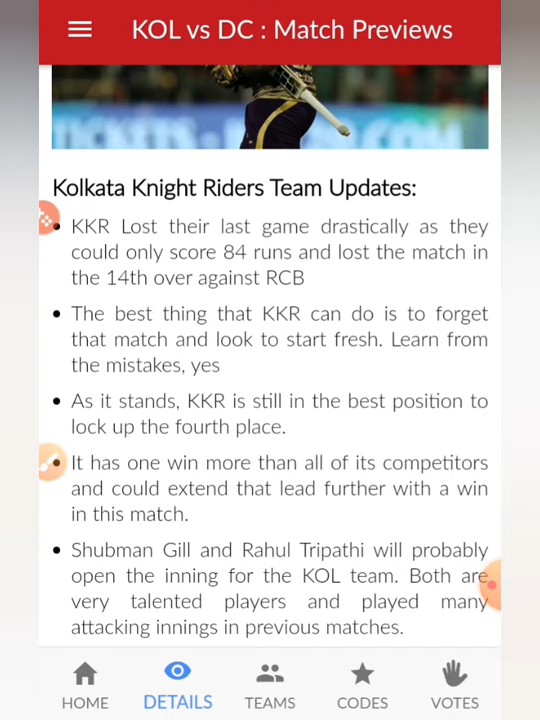 KOL vs DC : Match Previews
Kolkata Knight Riders Team Updates:
• KKR Lost their last game drastically as they
could only score 84 runs and lost the match in
the 14th over against RCB
• The best thing that KKR can do is to forget
that match and look to start fresh. Learn from
the mistakes, yes
• As it stands, KKR is still in the best position to
lock up the fourth place.
• It has one win more than all of its competitors
and could extend that lead further with a win
in this match.
• Shubman Gill and Rahul Tripathi will probably
open the inning for the KOL team. Both are
very talented players and played many
attacking innings in previous matches.
HOME DETAILS TEAMS CODES VOTES